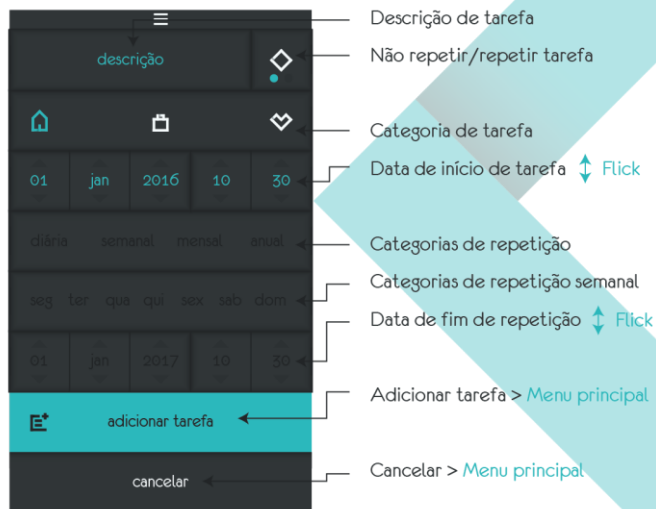 Descrição de tarefa
descrição
Não repetir/repetir tarefa
Categoria de tarefa
01 jan 2016 10 30
Data de início de tarefa Flick
diária semanal mensal anual
Categorias de repetição
Categorias de repetição semanal
seg ter qua qui sex sab dom
Data de fim de repetição Flick
01 jan 2017 10 30
Adicionar tarefa > Menu principal
adicionar tarefa
Cancelar > Menu principal
cancelar